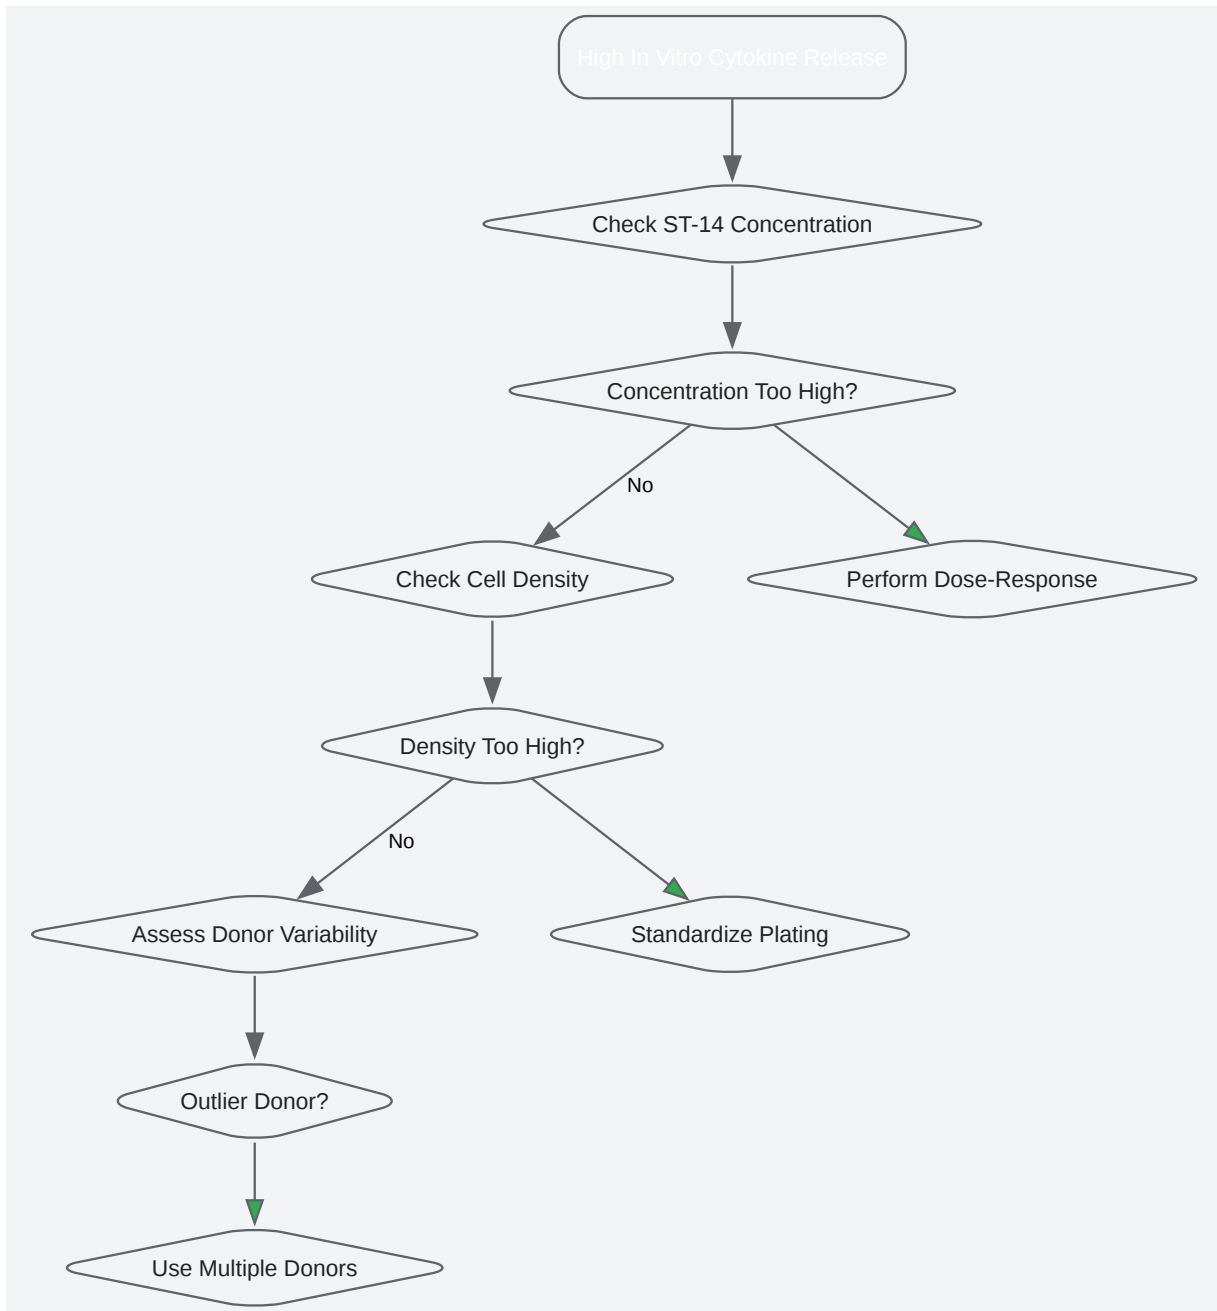 High In Vitro Cytokine Release
Check ST-14 Concentration
Concentration Too High?
No
Check Cell Density
Perform Dose-Response
Density Too High?
No
Assess Donor Variability
Standardize Plating
Outlier Donor?
Use Multiple Donors